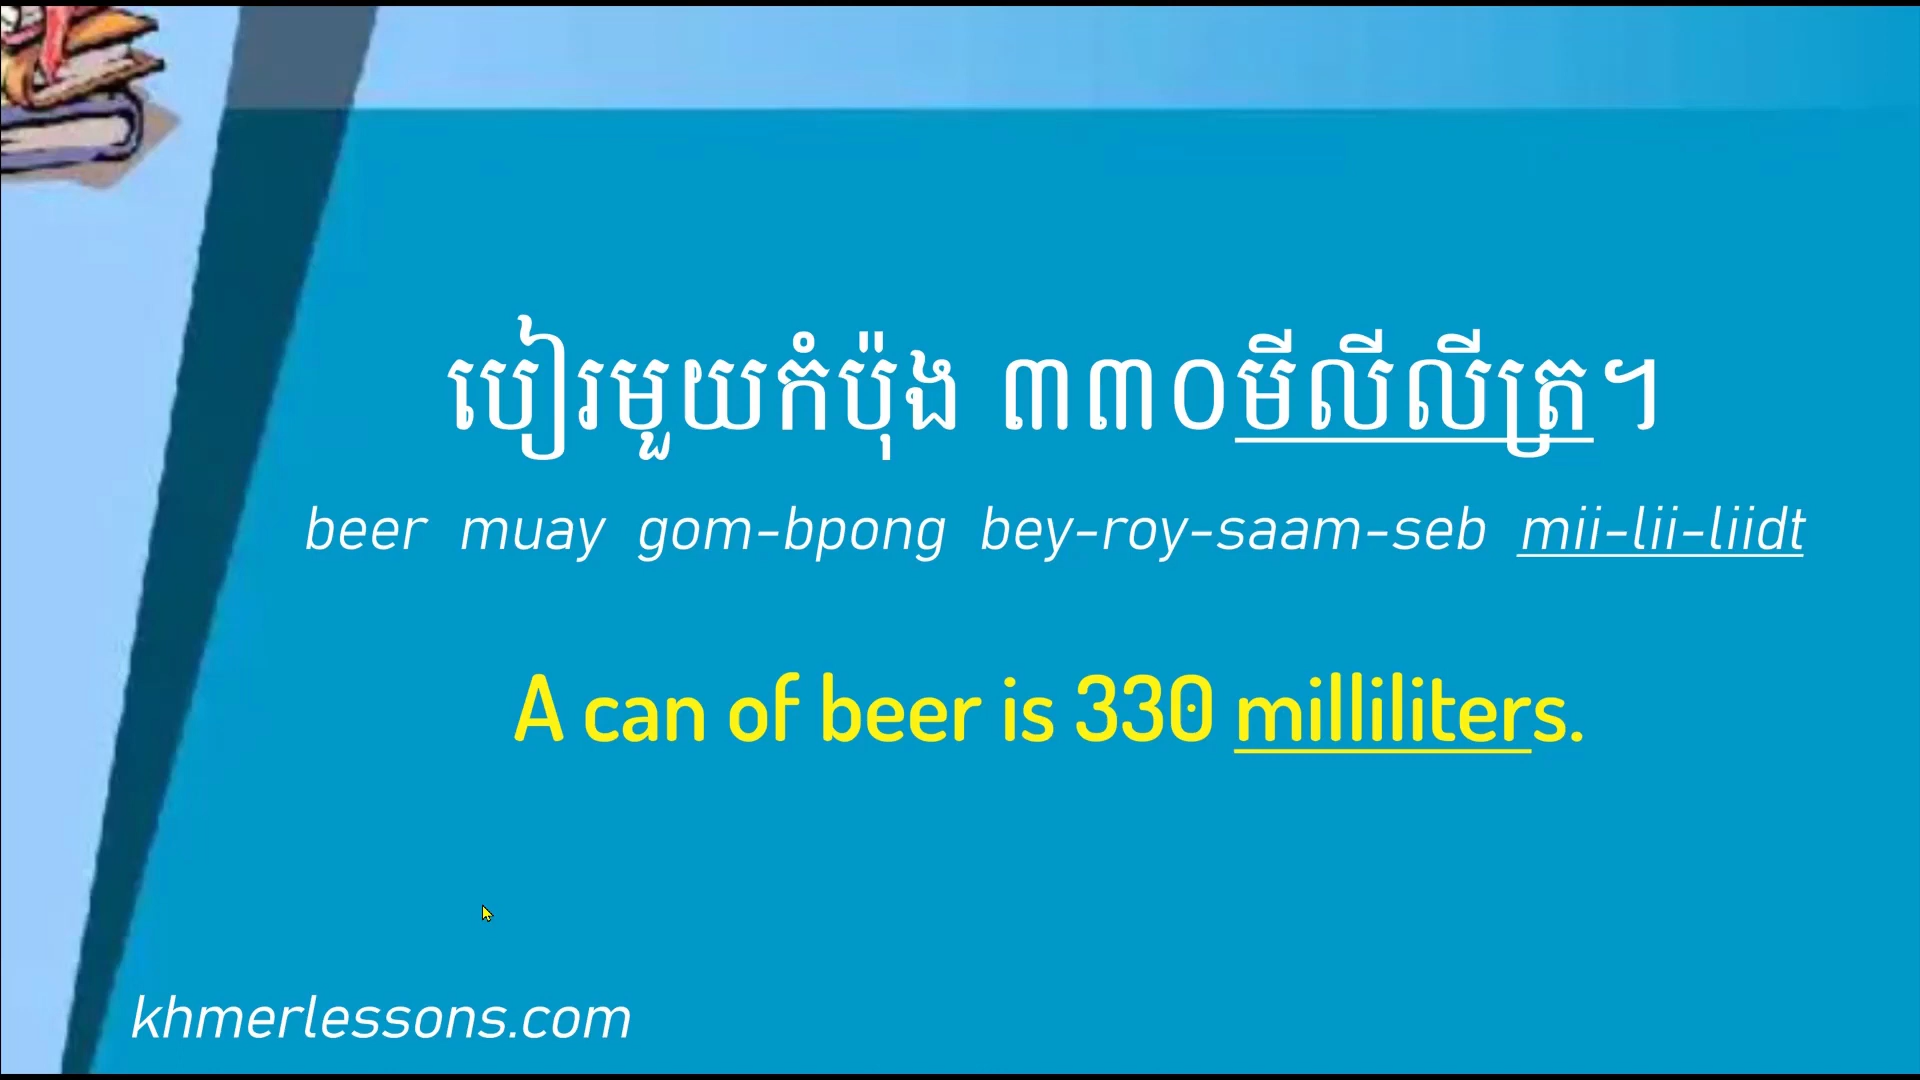 បៀរមួយកំប៉ុង ៣៣០មីលីលីត្រ។
beer muay gom-bpong bey-roy-saam-seb mii-lii-liidt
A can of beer is 330 milliliters.
khmerlessons.com